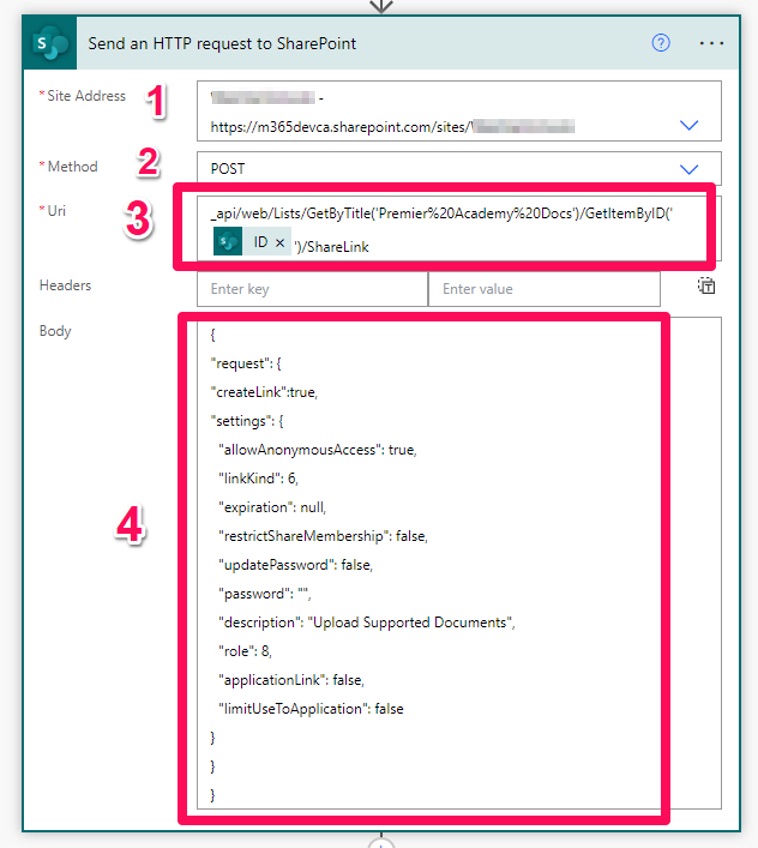 Send an HTTP request to SharePoint
* Site Address
1
-
https://m365devca.sharepoint.com/sites/
* Method
2
POST
* Uri
3
_api/web/Lists/GetByTitle('Premier%20Academy%20Docs')/GetItemByID('
ID × ')/ShareLink
Headers
Enter key
Enter value
Body
4
{
"request": {
"createLink":true,
"settings": {
"allowAnonymousAccess": true,
"linkKind": 6,
"expiration": null,
"restrictShareMembership": false,
"updatePassword": false,
"password": "",
"description": "Upload Supported Documents",
"role": 8,
"applicationLink": false,
"limitUseToApplication": false
}
}
}